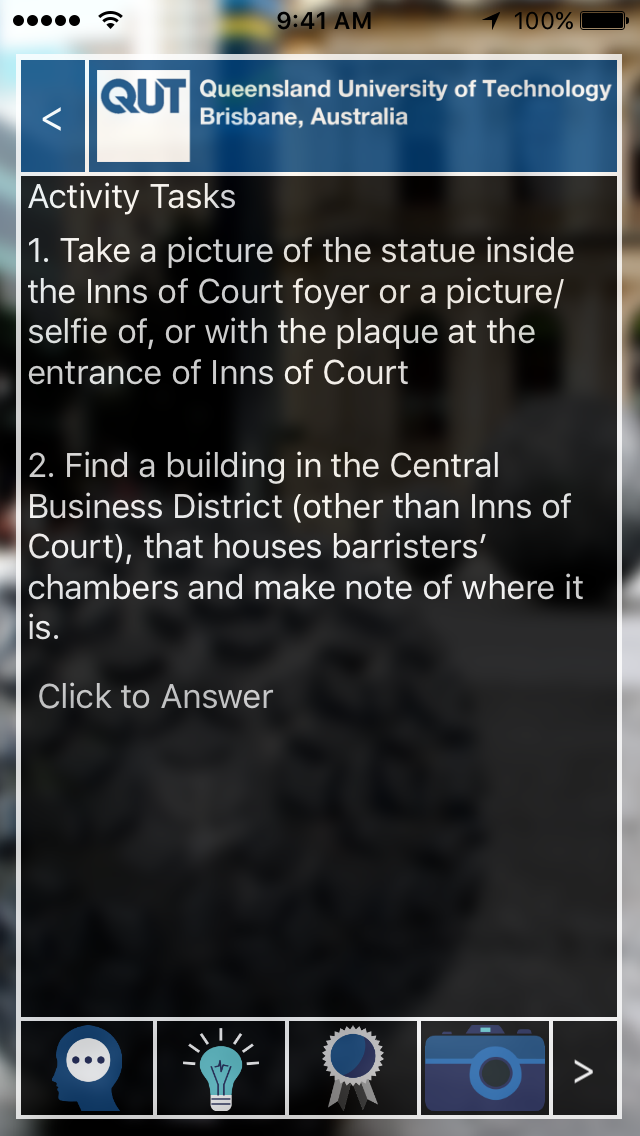 9:41 AM
100%
<
QUT
Queensland University of Technology
Brisbane, Australia
Activity Tasks
1. Take a picture of the statue inside
the Inns of Court foyer or a picture/
selfie of, or with the plaque at the
entrance of Inns of Court
2. Find a building in the Central
Business District (other than Inns of
Court), that houses barristers’
chambers and make note of where it
is.
Click to Answer
>